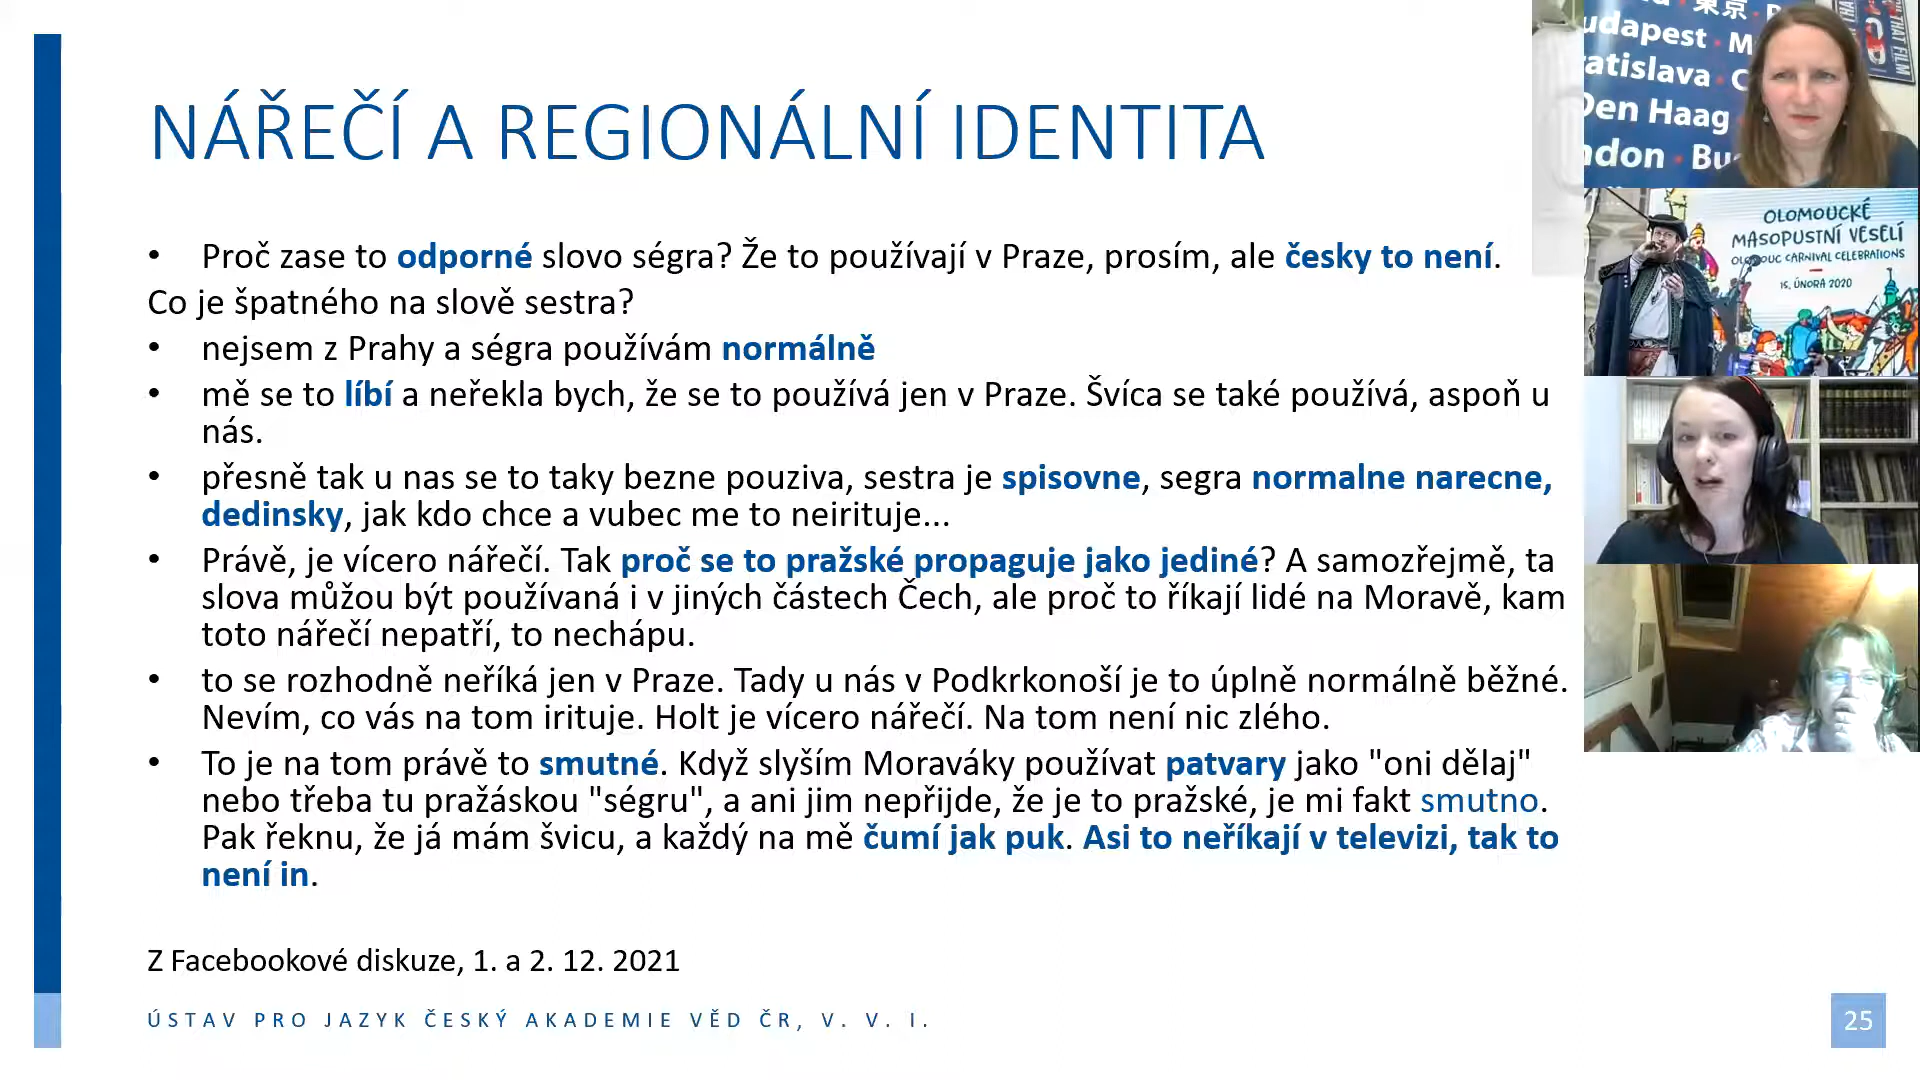 NÁŘEČÍ A REGIONÁLNÍ IDENTITA
• Proč zase to odporné slovo ségra? Že to používají v Praze, prosím, ale česky to není.
Co je špatného na slově sestra?
• nejsem z Prahy a ségra používám normálně
• mě se to líbí a neřekla bych, že se to používá jen v Praze. Švíca se také používá, aspoň u
nás.
• přesně tak u nas se to taky bezne pouziva, sestra je spisovne, segra normalne narecne,
dedinsky, jak kdo chce a vubec me to neirituje...
• Právě, je vícero nářečí. Tak proč se to pražské propaguje jako jediné? A samozřejmě, ta
slova můžou být používaná i v jiných částech Čech, ale proč to říkají lidé na Moravě, kam
toto nářečí nepatří, to nechápu.
• to se rozhodně neříká jen v Praze. Tady u nás v Podkrkonoší je to úplně normálně běžné.
Nevím, co vás na tom irituje. Holt je vícero nářečí. Na tom není nic zlého.
• To je na tom právě to smutné. Když slyším Moraváky používat patvary jako "oni dělaj"
nebo třeba tu pražáskou "ségru", a ani jim nepřijde, že je to pražské, je mi fakt smutno.
Pak řeknu, že já mám švicu, a každý na mě čumí jak puk. Asi to neříkají v televizi, tak to
není in.
Z Facebookové diskuze, 1. a 2. 12. 2021
ÚSTAV PRO JAZYK ČESKÝ AKADEMIE VĚD ČR, V. V. I.
25
東京
udapest · M
atislava · C
Den Haag
ndon · Bu
THAT FILM
OLOMOUCKÉ
MASOPUSTNÍ VESELÍ
OLOMOUC CARNIVAL CELEBRATIONS
15. ÚNORA 2020